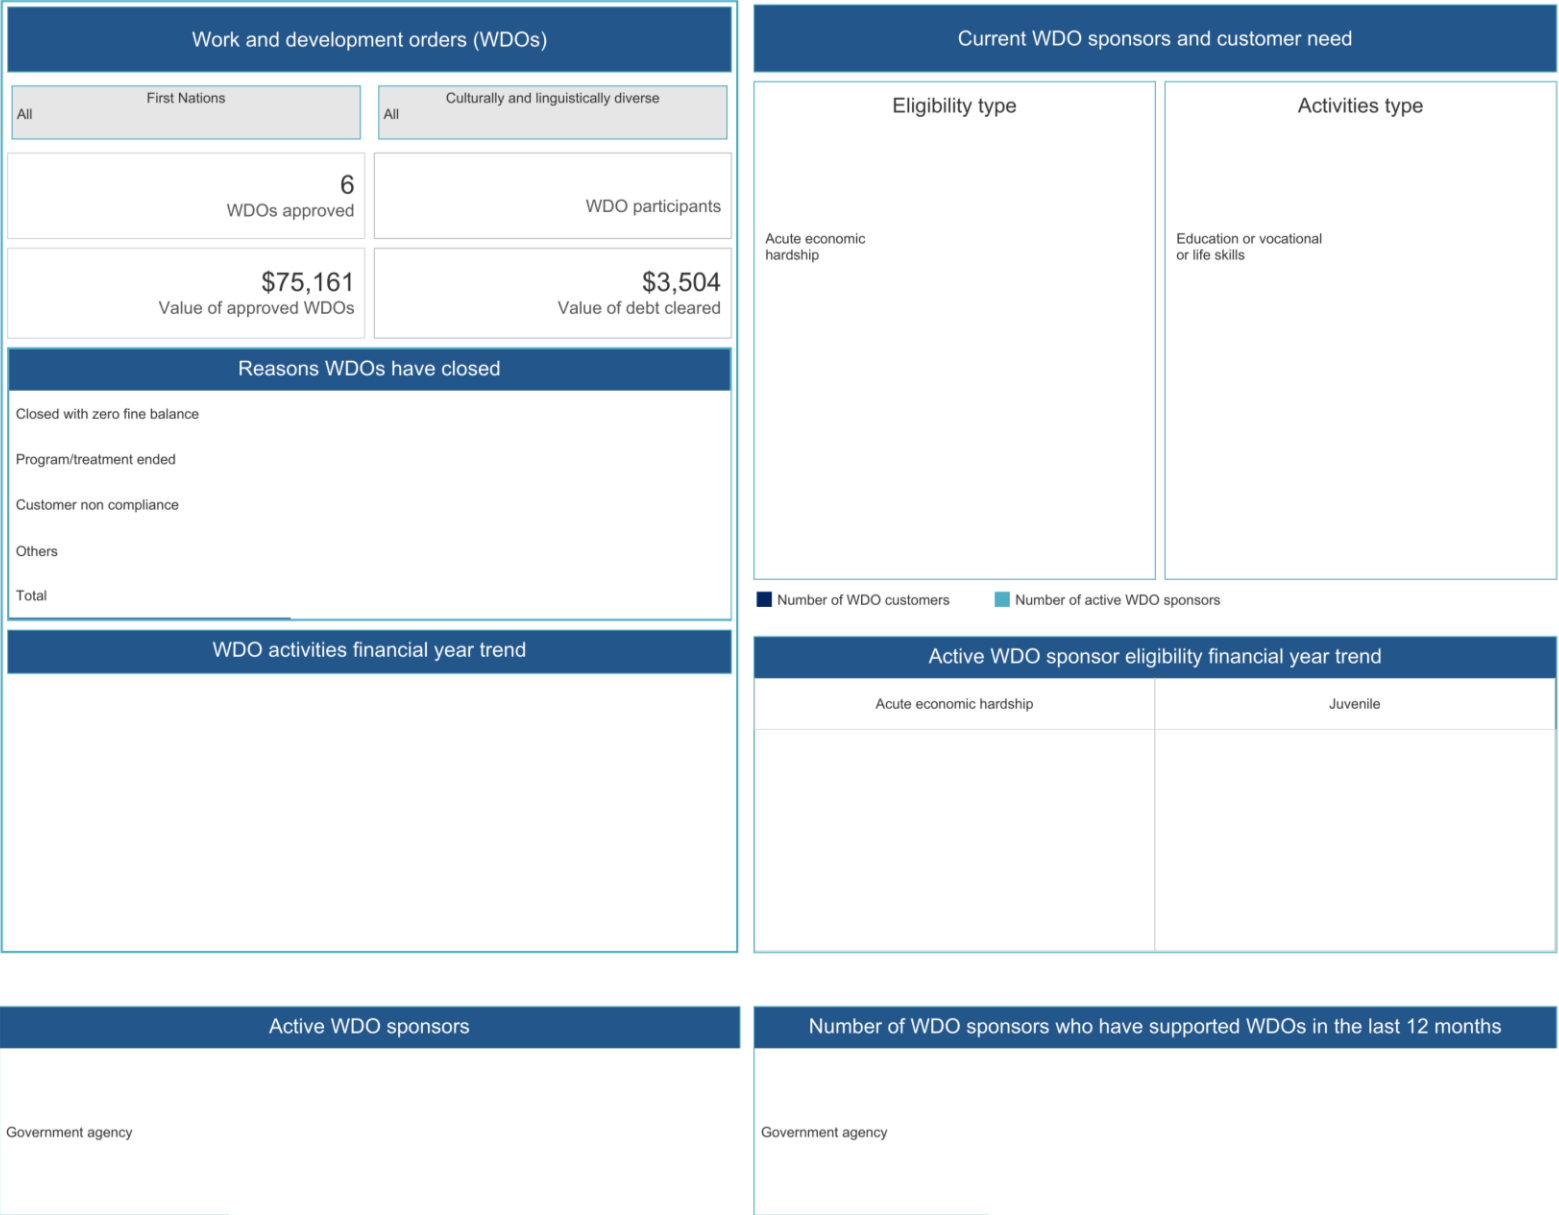 Work and development orders (WDOs)
First Nations
All
Culturally and linguistically diverse
All
6
WDOs approved
WDO participants
$75,161
Value of approved WDOs
$3,504
Value of debt cleared
Reasons WDOs have closed
Closed with zero fine balance
Program/treatment ended
Customer non compliance
Others
Total
WDO activities financial year trend
Current WDO sponsors and customer need
Eligibility type
Acute economic
hardship
Activities type
Education or vocational
or life skills
Number of WDO customers
Number of active WDO sponsors
Active WDO sponsor eligibility financial year trend
Acute economic hardship
Juvenile
Active WDO sponsors
Government agency
Number of WDO sponsors who have supported WDOs in the last 12 months
Government agency